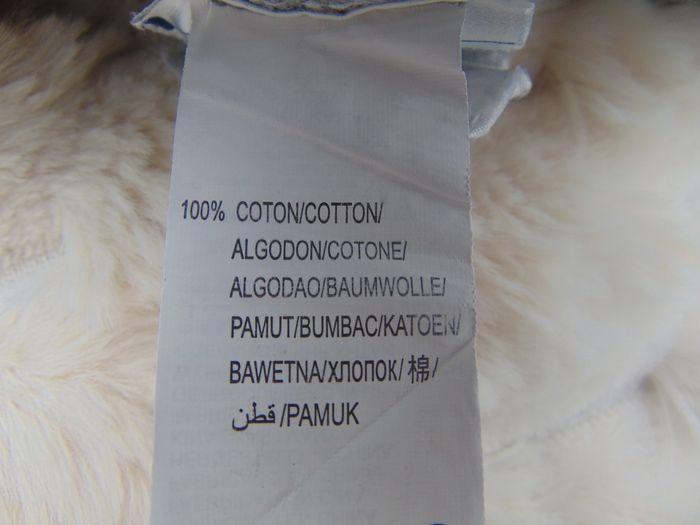 100% COTON/COTTON/
ALGODON/COTONE/
ALGODAO/BAUMWOLLE/
PAMUT/BUMBAC/KATOEN/
BAWETNA/ХЛОПОК/棉/
قطن/PAMUK